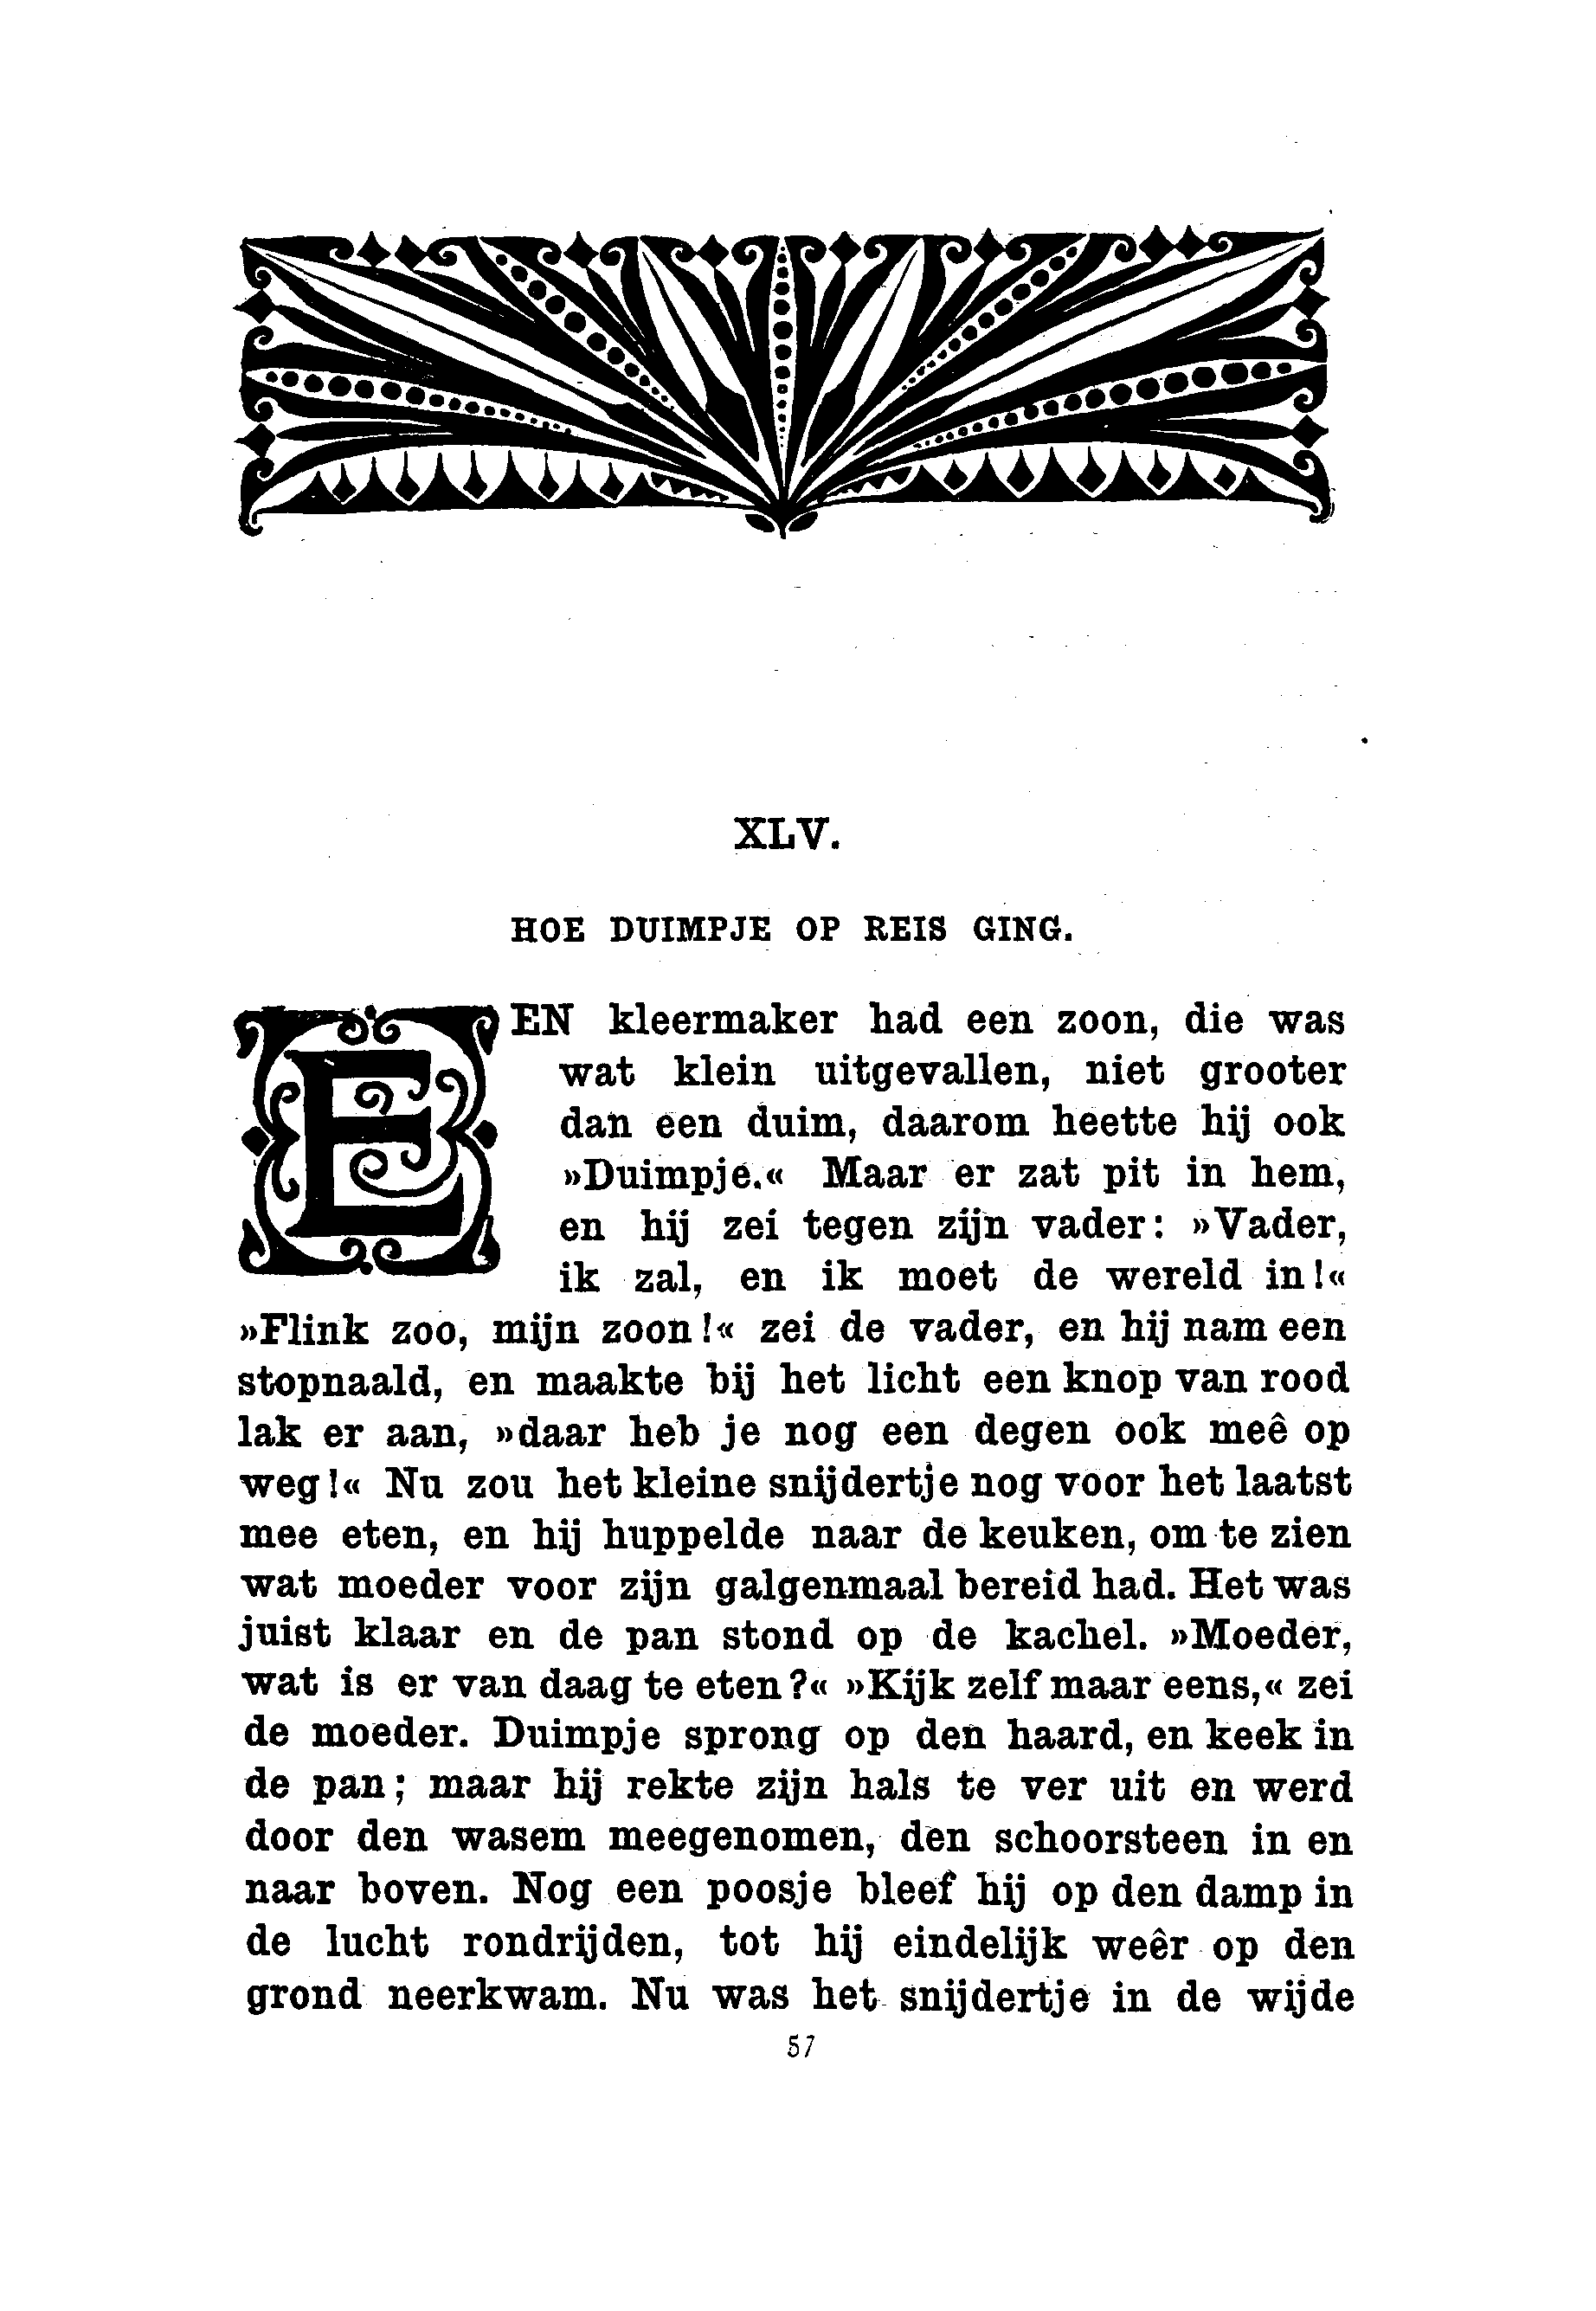 XLV.
HOE DUIMPJE OP REIS GING.
EEN kleermaker had een zoon, die was
wat klein uitgevallen, niet grooter
dan een duim, daarom heette hij ook
»Duimpje.« Maar er zat pit in hem,
en hij zei tegen zijn vader: »Vader,
ik zal, en ik moet de wereld in!«
»Flink zoo, mijn zoon!« zei de vader, en hij nam een
stopnaald, en maakte bij het licht een knop van rood
lak er aan, »daar heb je nog een degen ook meê op
weg!« Nu zou het kleine snijdertje nog voor het laatst
mee eten, en hij huppelde naar de keuken, om te zien
wat moeder voor zijn galgenmaal bereid had. Het was
juist klaar en de pan stond op de kachel. »Moeder,
wat is er van daag te eten?« »Kijk zelf maar eens,« zei
de moeder. Duimpje sprong op den haard, en keek in
de pan; maar hij rekte zijn hals te ver uit en werd
door den wasem meegenomen, den schoorsteen in en
naar boven. Nog een poosje bleef hij op den damp in
de lucht rondrijden, tot hij eindelijk weêr op den
grond neerkwam. Nu was het snijdertje in de wijde
57